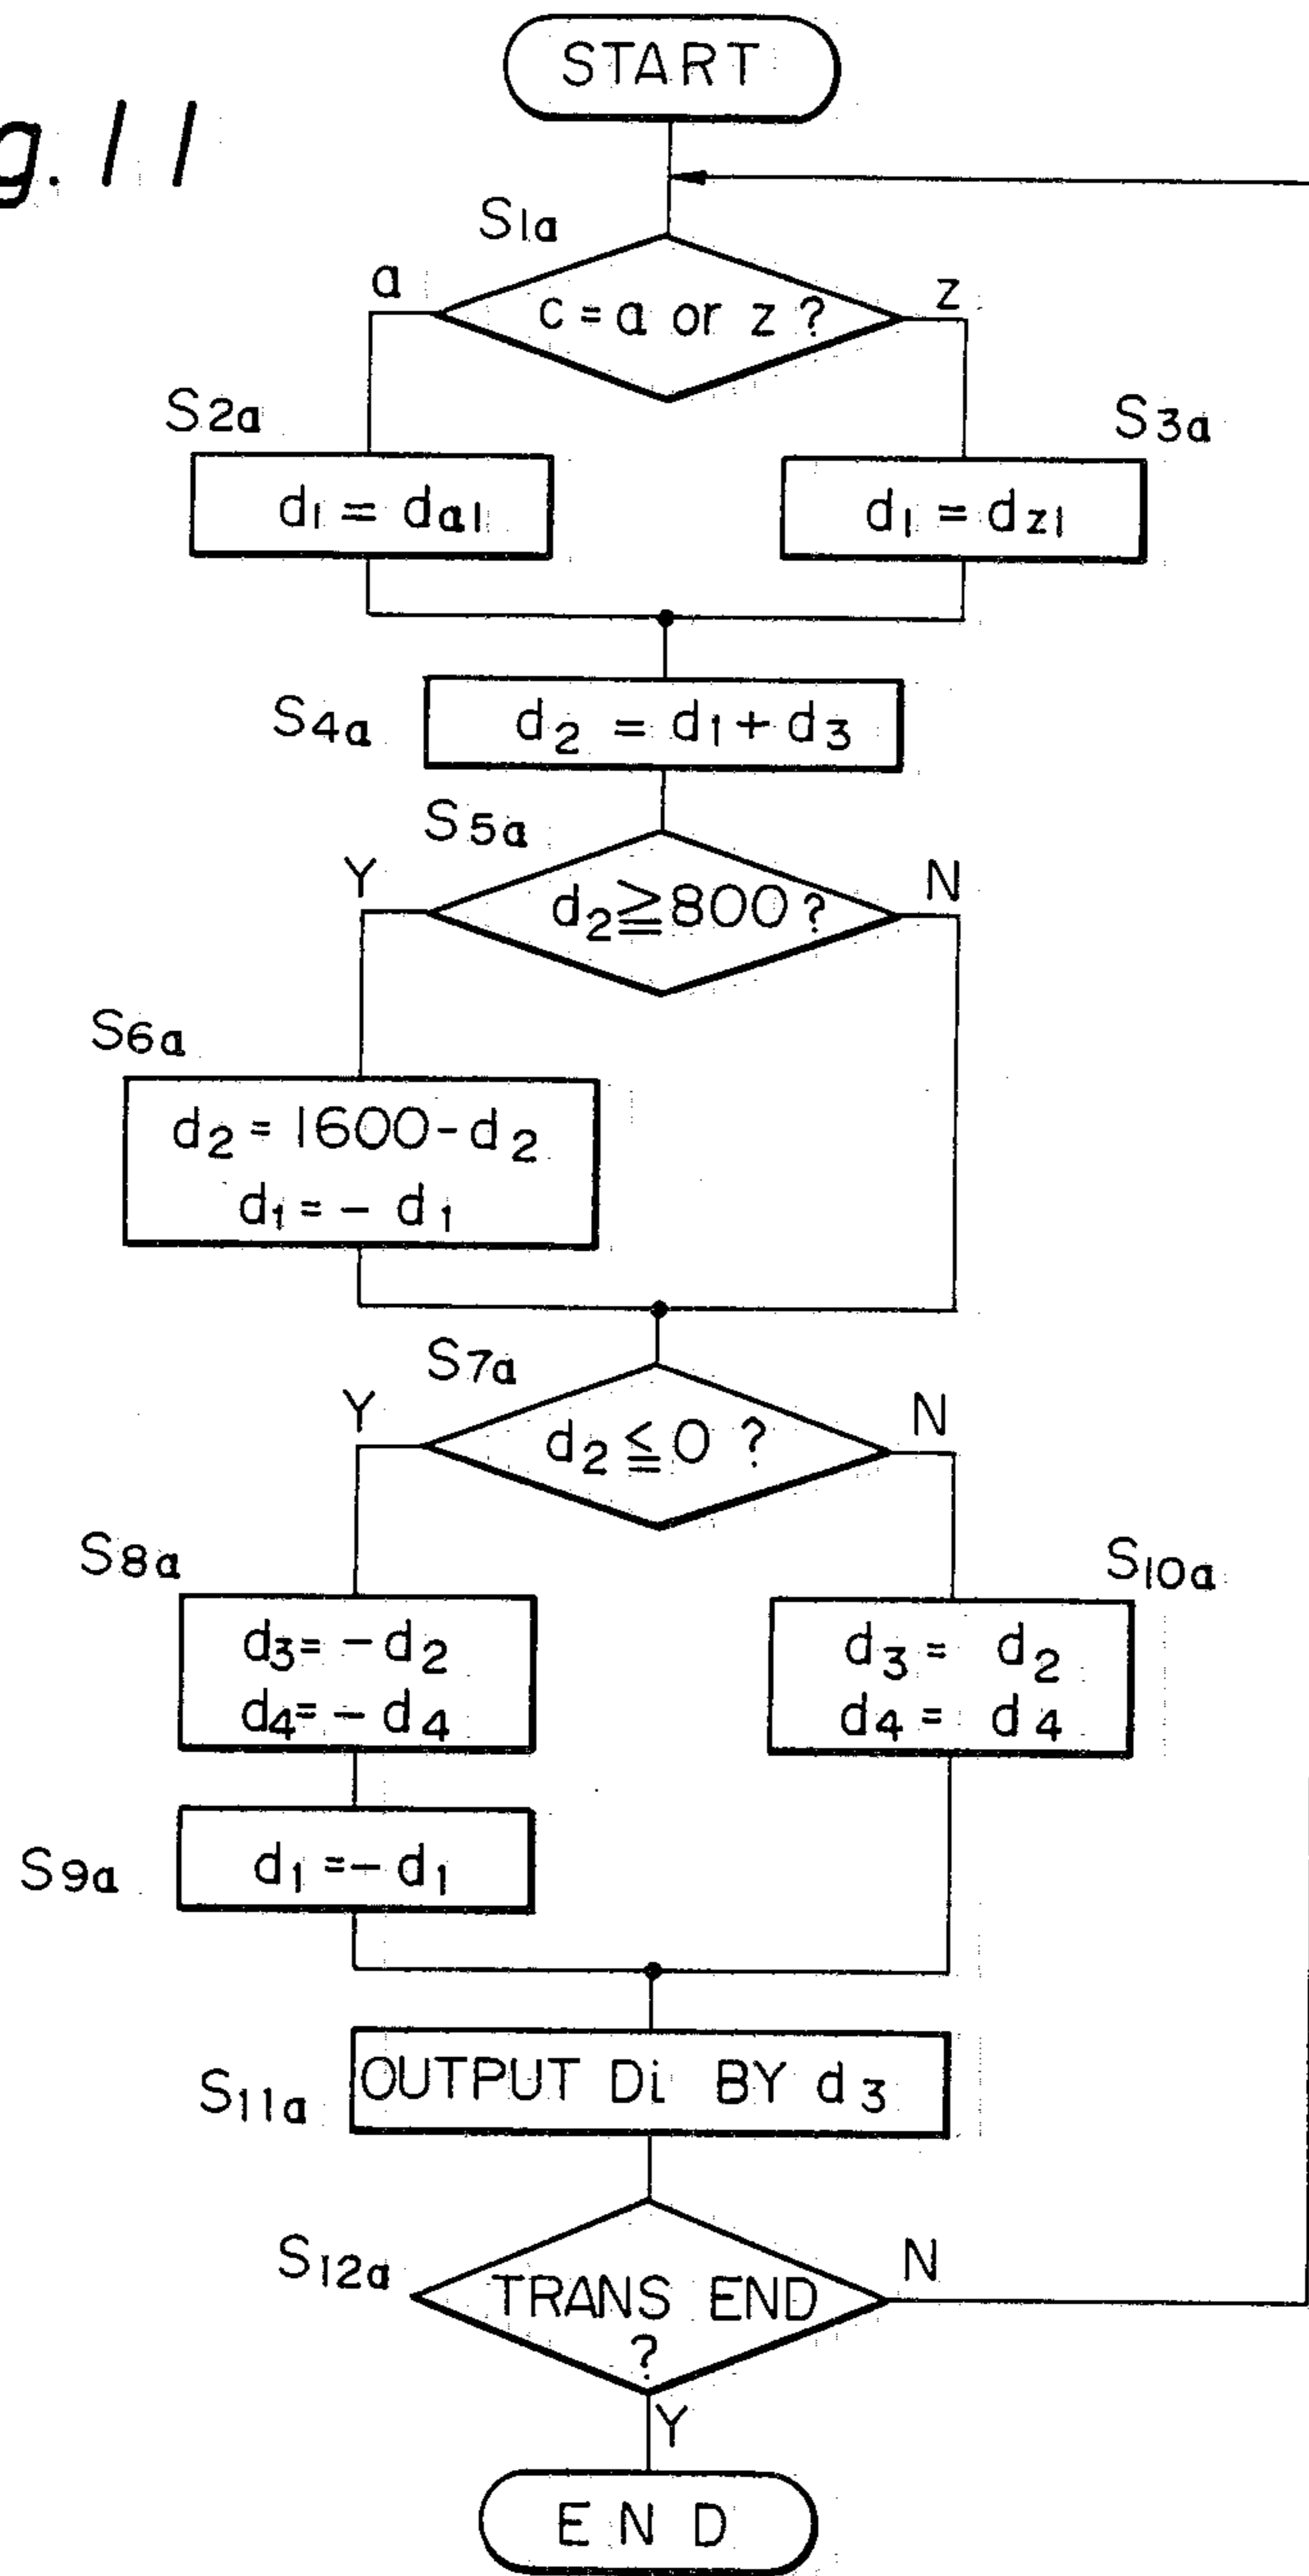 START
g. 11
S1a
a
c = a or z ?
z
S2a
S3a
d1 = da1
d1 = dz1
S4a
d2 = d1 + d3
S5a
Y
d2 ≧ 800 ?
N
S6a
d2 = 1600 - d2
d1 = - d1
S7a
Y
d2 ≦ 0 ?
N
S8a
S10a
d3 = - d2
d4 = - d4
d3 = d2
d4 = d4
S9a
d1 = - d1
S11a
OUTPUT Di BY d3
S12a
TRANS END
?
N
Y
END